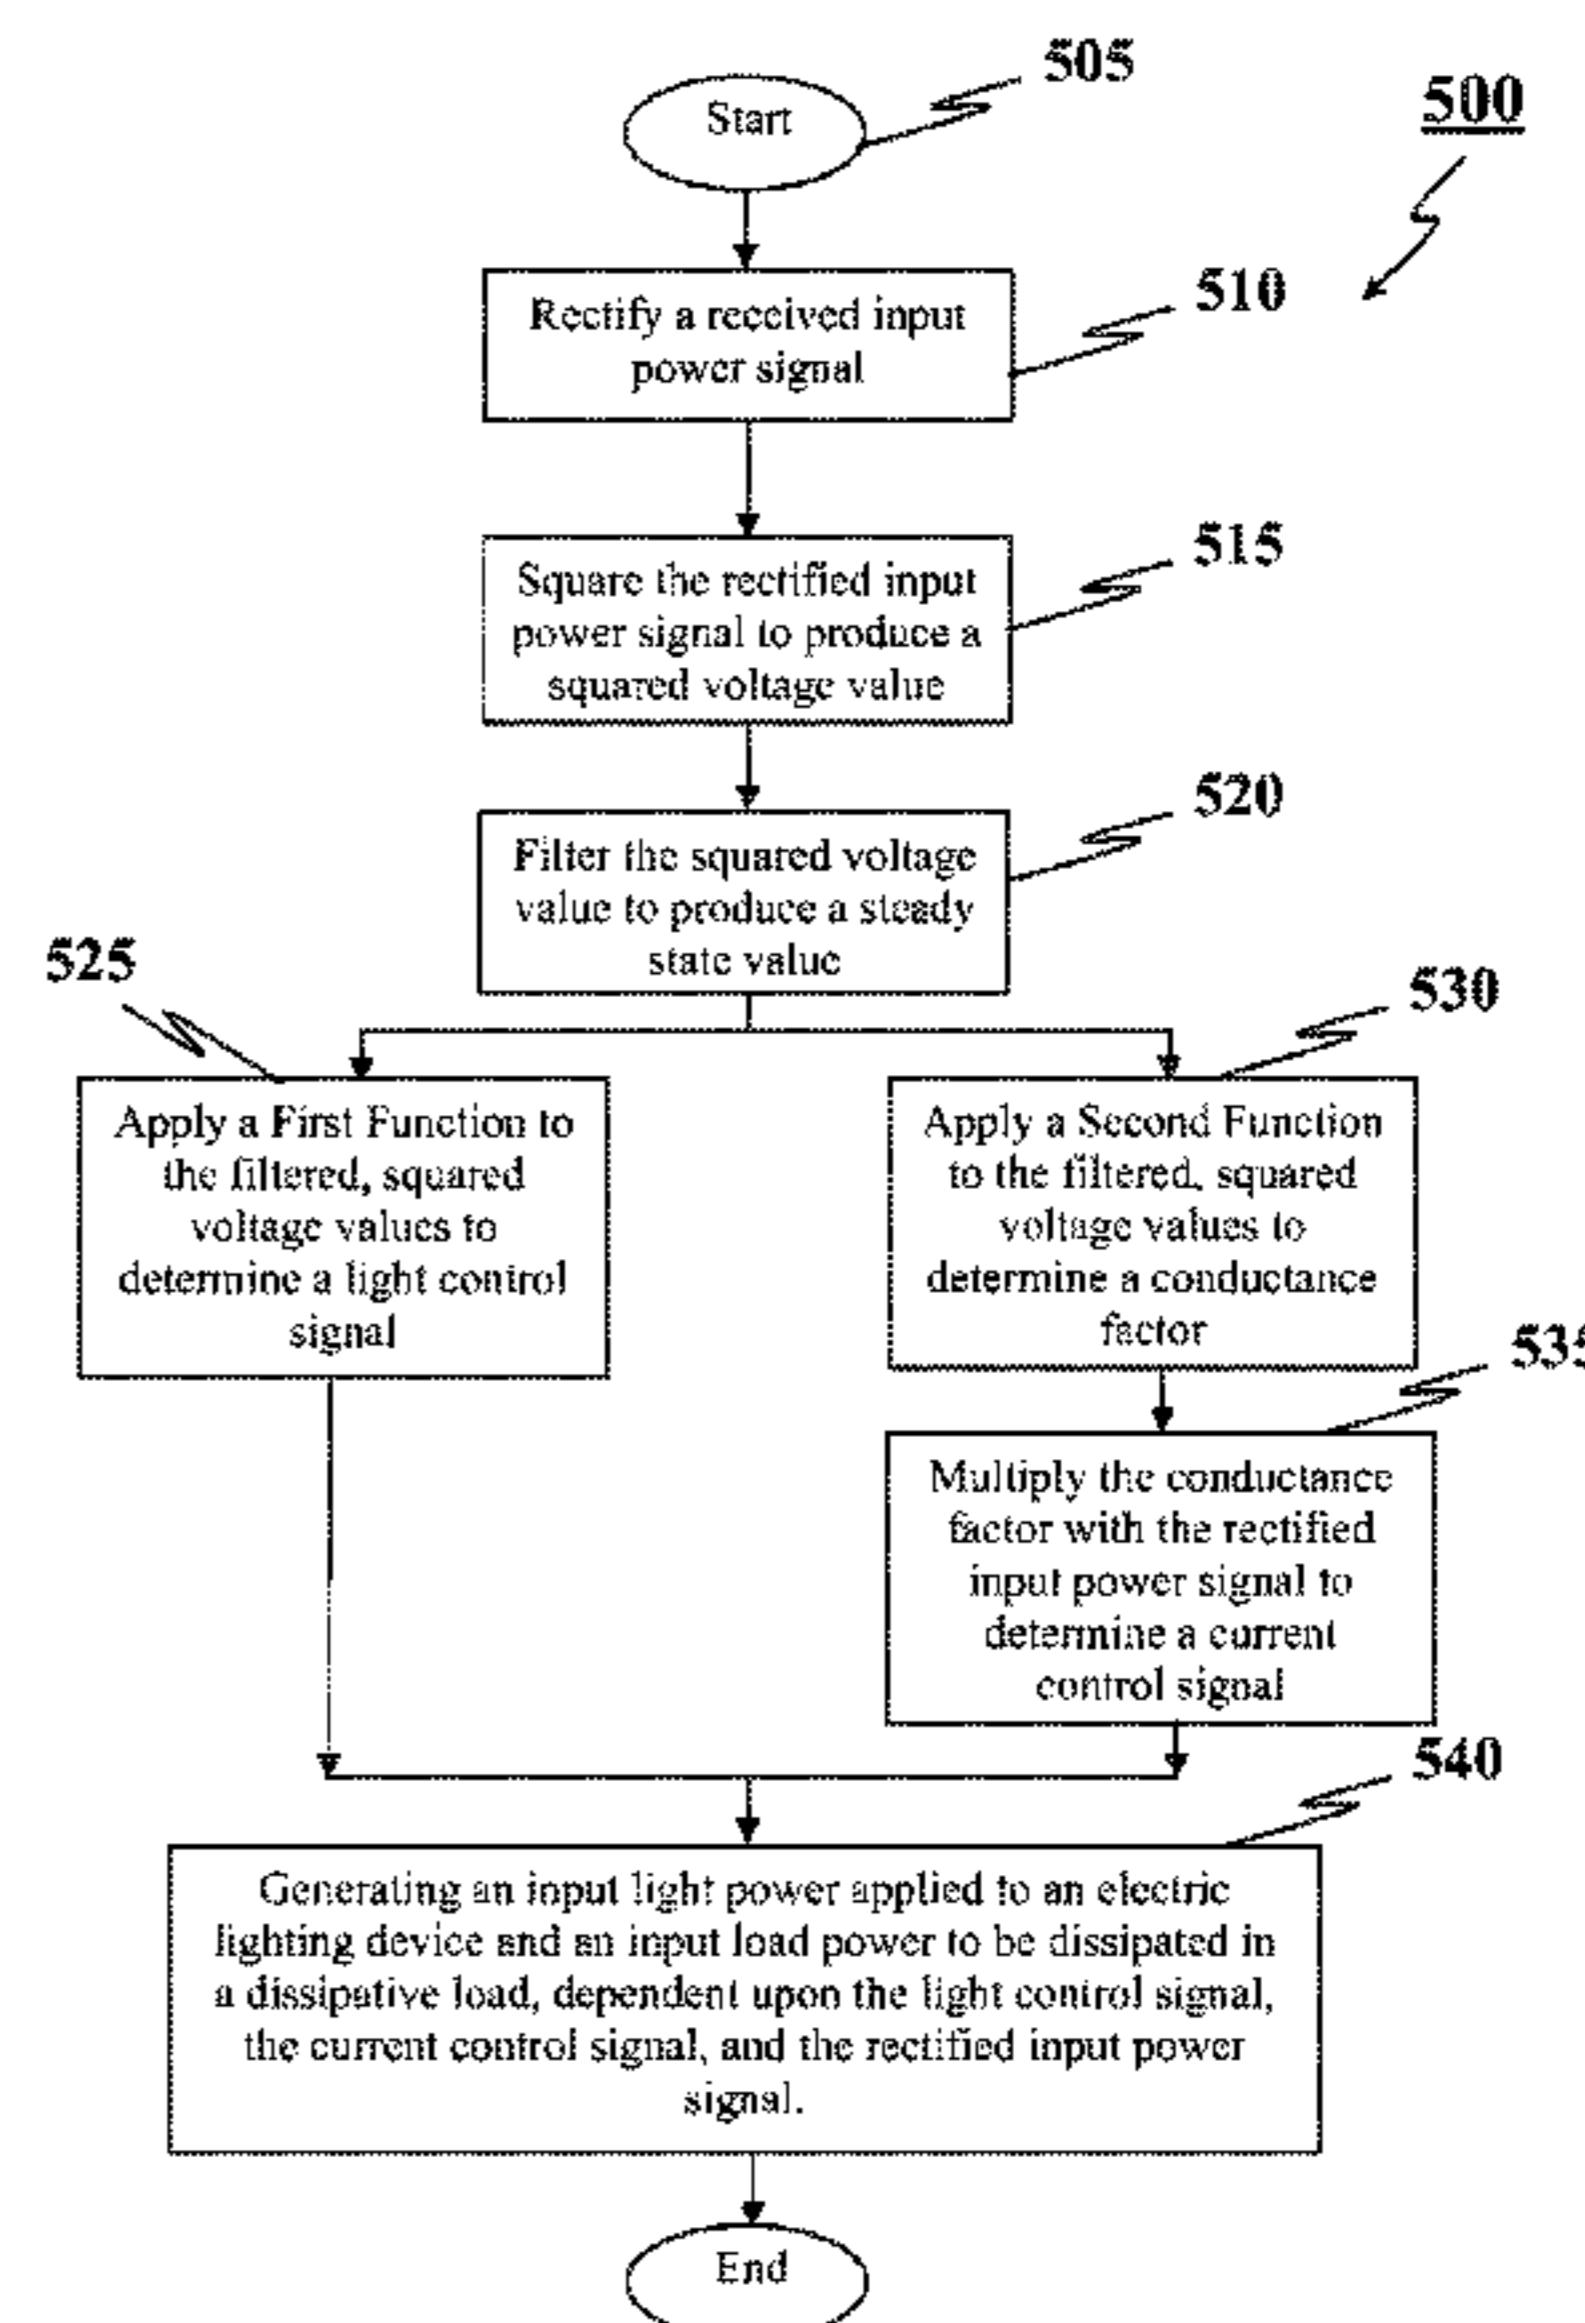 505
500
Start
510
Rectify a received input
power signal
515
Square the rectified input
power signal to produce a
squared voltage value
520
Filter the squared voltage
value to produce a steady
state value
525
530
Apply a First Function to
the filtered, squared
voltage values to
determine a light control
signal
Apply a Second Function
to the filtered, squared
voltage values to
determine a conductance
factor
535
Multiply the conductance
factor with the rectified
input power signal to
determine a current
control signal
540
Generating an input light power applied to an electric
lighting device and an input load power to be dissipated in
a dissipative load, dependent upon the light control signal,
the current control signal, and the rectified input power
signal.
End